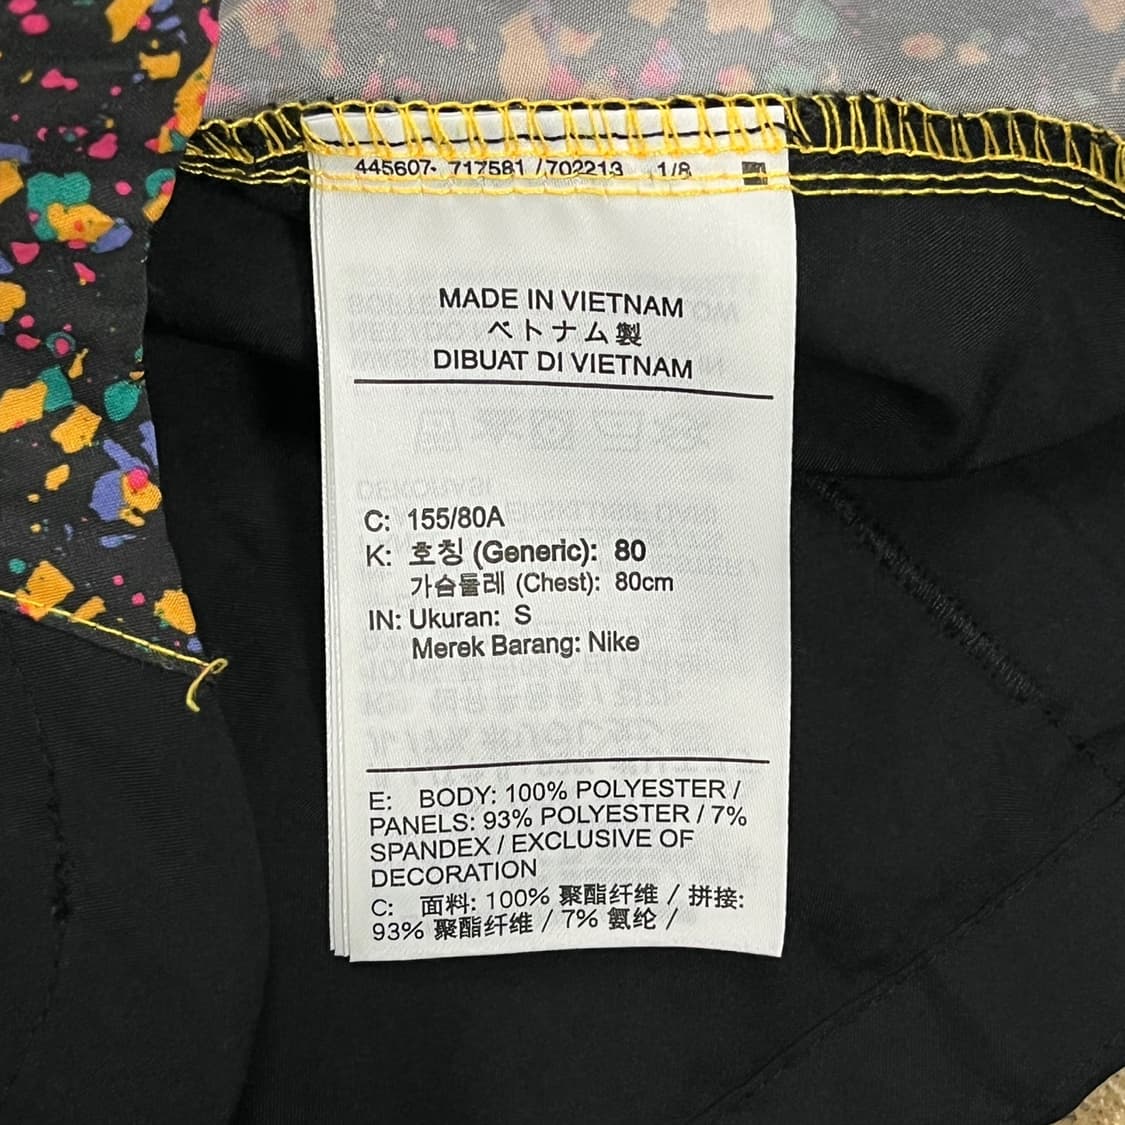 445607- 717581 / 702213 1/8
MADE IN VIETNAM
ベトナム製
DIBUAT DI VIETNAM
C: 155/80A
K: 호칭 (Generic): 80
가슴둘레 (Chest): 80cm
IN: Ukuran: S
Merek Barang: Nike
E: BODY: 100% POLYESTER /
PANELS: 93% POLYESTER / 7%
SPANDEX / EXCLUSIVE OF
DECORATION
C: 面料: 100% 聚酯纤维 / 拼接:
93% 聚酯纤维 / 7% 氨纶 /